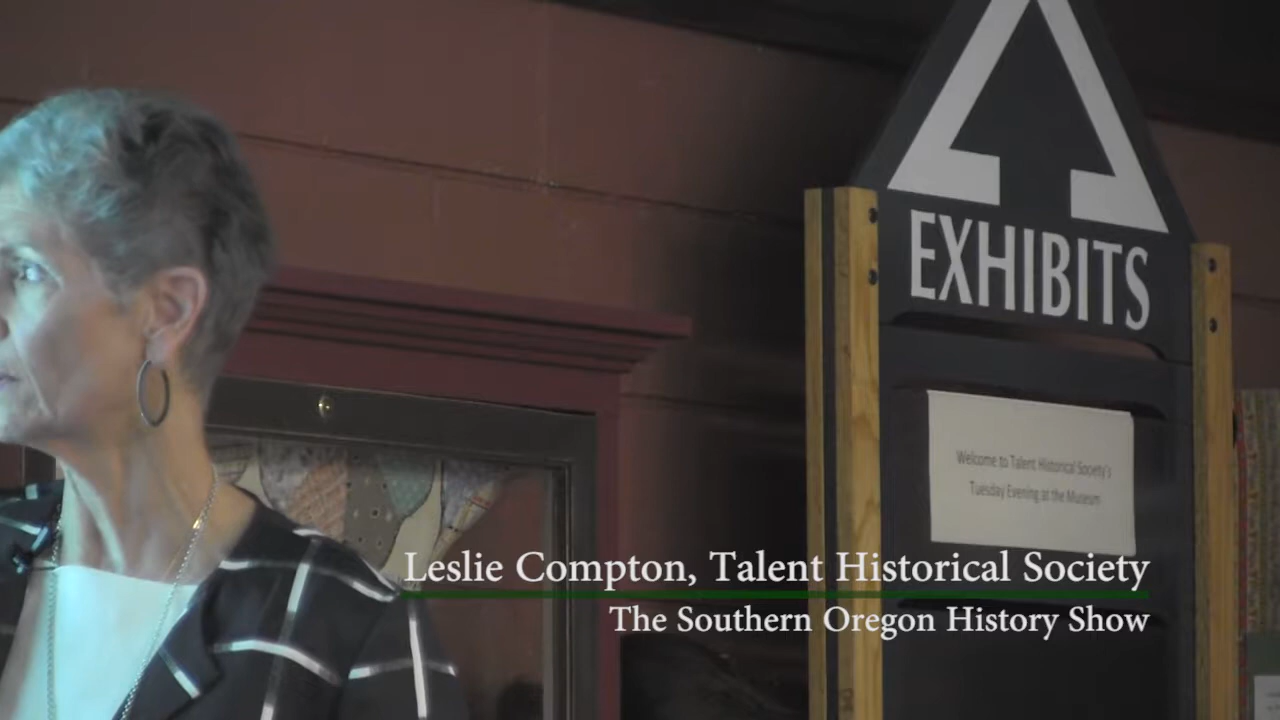 EXHIBITS
Welcome to Talent Historical Society's
Tuesday Evening at the Museum
Leslie Compton, Talent Historical Society
The Southern Oregon History Show